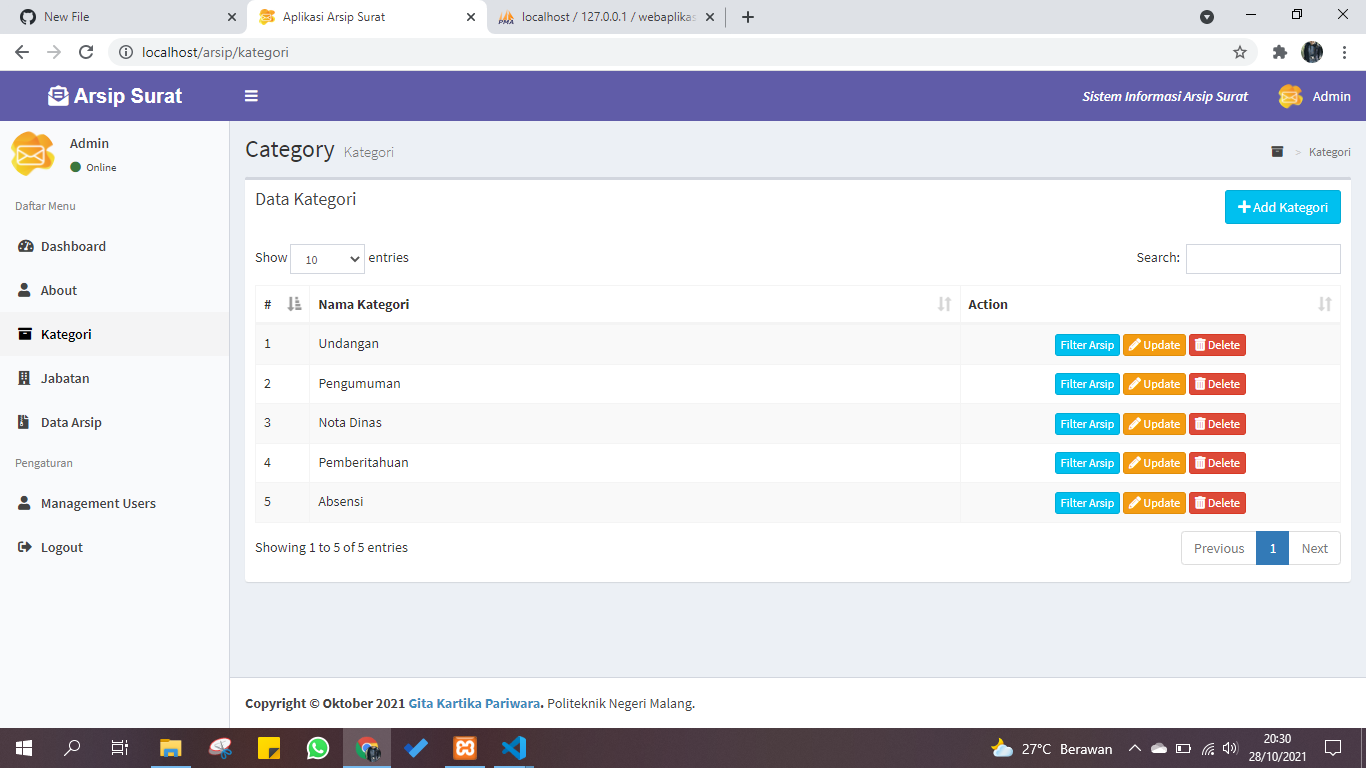 New File
Aplikasi Arsip Surat
localhost / 127.0.0.1 / webaplikas
localhost/arsip/kategori
Arsip Surat
Sistem Informasi Arsip Surat
Admin
Admin
Online
Category Kategori
> Kategori
Daftar Menu
Dashboard
About
Kategori
Jabatan
Data Arsip
Pengaturan
Management Users
Logout
Data Kategori
Add Kategori
Show 10 entries
Search:
# Nama Kategori Action
1 Undangan Filter Arsip Update Delete
2 Pengumuman Filter Arsip Update Delete
3 Nota Dinas Filter Arsip Update Delete
4 Pemberitahuan Filter Arsip Update Delete
5 Absensi Filter Arsip Update Delete
Showing 1 to 5 of 5 entries
Previous 1 Next
Copyright © Oktober 2021 Gita Kartika Pariwara. Politeknik Negeri Malang.
27°C Berawan
20:30
28/10/2021